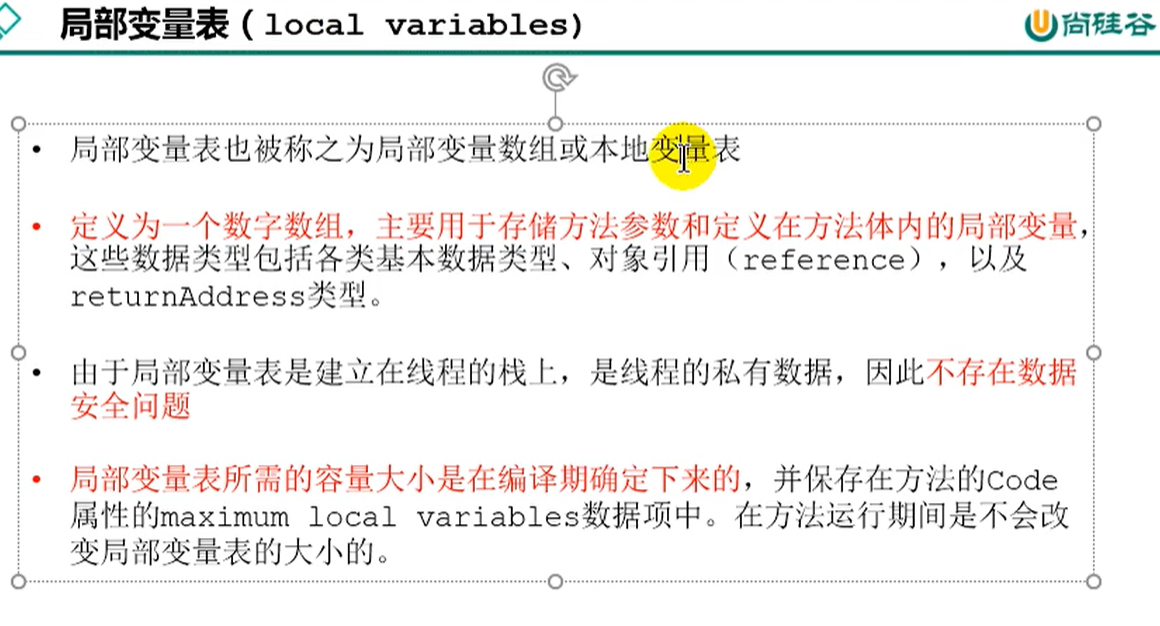 局部变量表(local variables)
尚硅谷
• 局部变量表也被称之为局部变量数组或本地变量表
• 定义为一个数字数组，主要用于存储方法参数和定义在方法体内的局部变量，
这些数据类型包括各类基本数据类型、对象引用（reference），以及
returnAddress类型。
• 由于局部变量表是建立在线程的栈上，是线程的私有数据，因此不存在数据
安全问题
• 局部变量表所需的容量大小是在编译期确定下来的，并保存在方法的Code
属性的maximum local variables数据项中。在方法运行期间是不会改
变局部变量表的大小的。